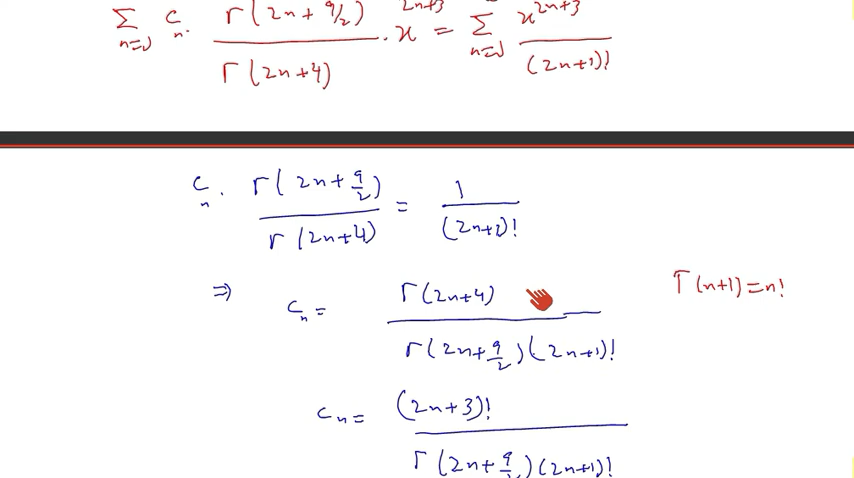 ∑ n=0 c_n · Γ(2n+9/2) / Γ(2n+4) · x^{2n+3} = ∑ n=0 x^{2n+3} / (2n+1)!
c_n · Γ(2n+9/2) / Γ(2n+4) = 1 / (2n+1)!
⇒ c_n = Γ(2n+4) / Γ(2n+9/2)(2n+1)!
Γ(n+1)=n!
c_n = (2n+3)! / Γ(2n+9/2)(2n+1)!